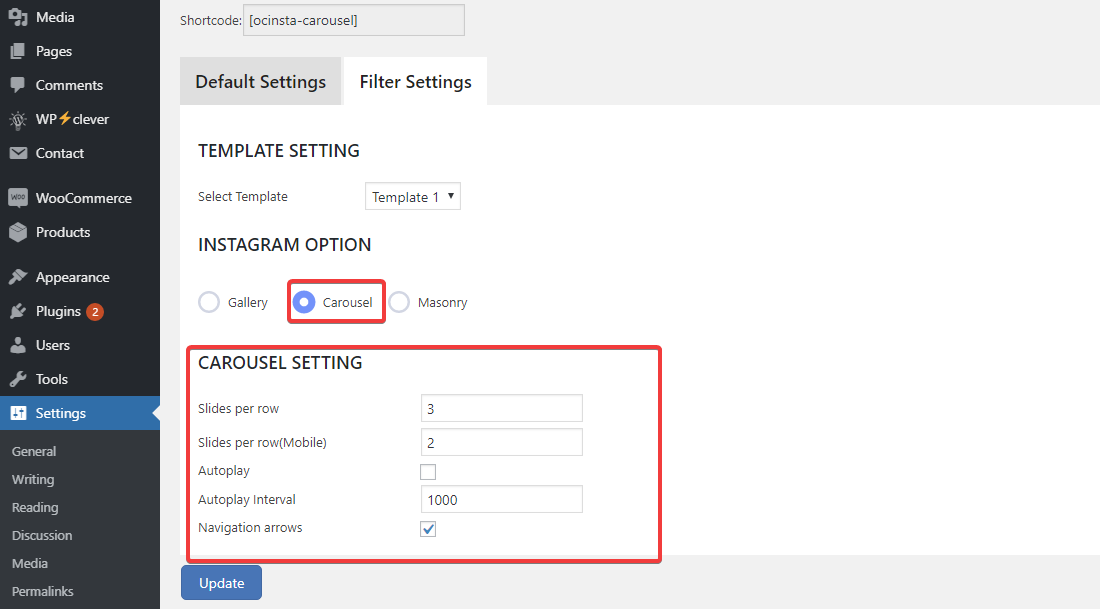 Media
Pages
Comments
WP⚡clever
Contact
WooCommerce
Products
Appearance
Plugins 2
Users
Tools
Settings
General
Writing
Reading
Discussion
Media
Permalinks
Shortcode: [ocinsta-carousel]
Default Settings Filter Settings
TEMPLATE SETTING
Select Template Template 1
INSTAGRAM OPTION
Gallery Carousel Masonry
CAROUSEL SETTING
Slides per row 3
Slides per row(Mobile) 2
Autoplay
Autoplay Interval 1000
Navigation arrows
Update